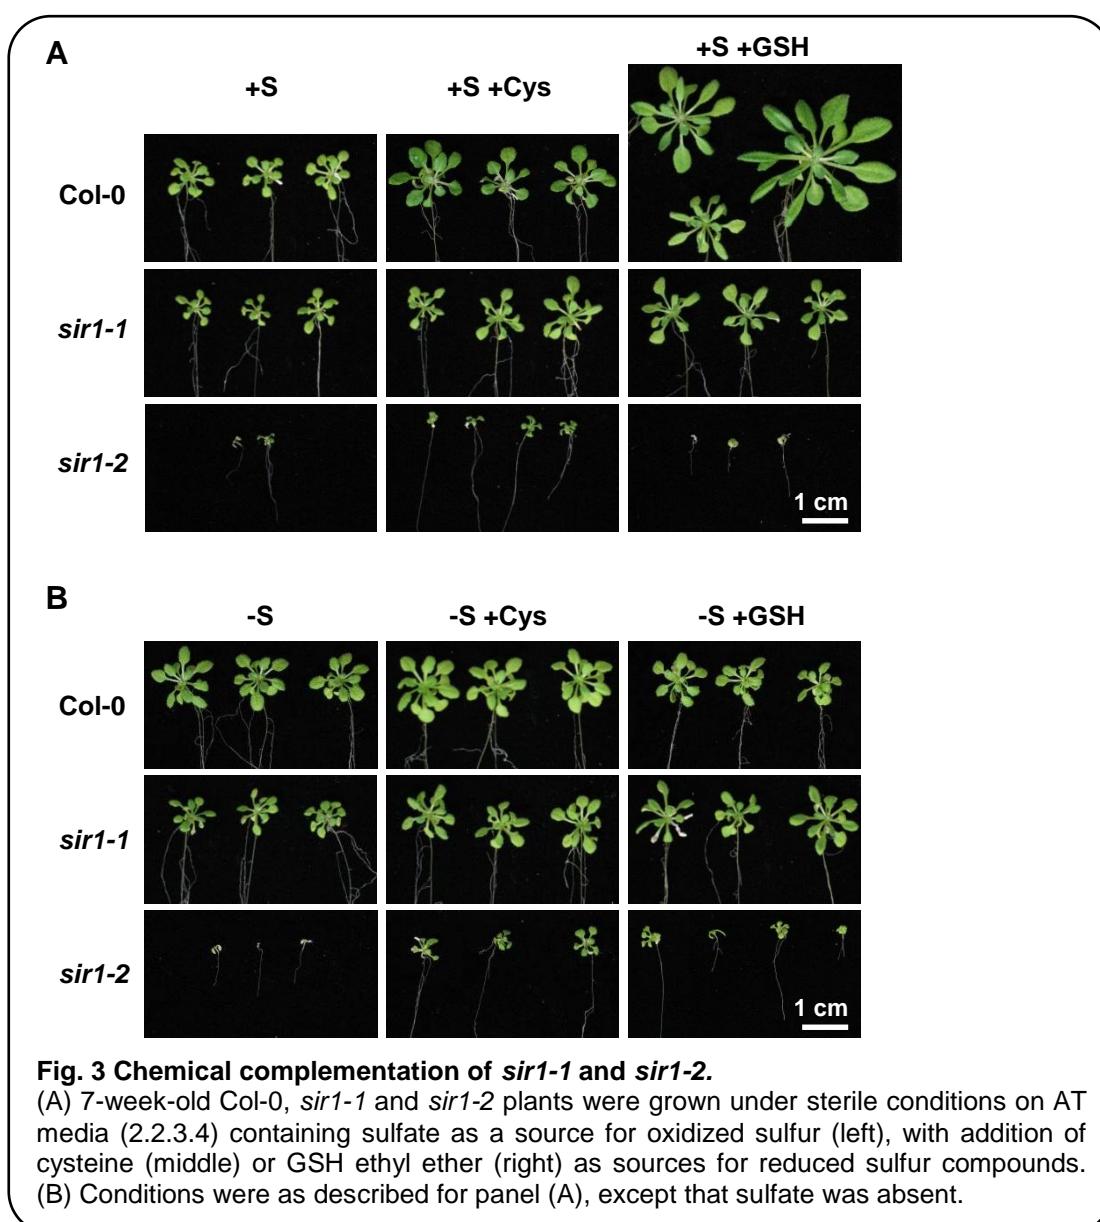 A
+S
+S +Cys
+S +GSH
Col-0
sir1-1
sir1-2
1 cm
B
-S
-S +Cys
-S +GSH
Col-0
sir1-1
sir1-2
1 cm
Fig. 3 Chemical complementation of sir1-1 and sir1-2.
(A) 7-week-old Col-0, sir1-1 and sir1-2 plants were grown under sterile conditions on AT
media (2.2.3.4) containing sulfate as a source for oxidized sulfur (left), with addition of
cysteine (middle) or GSH ethyl ether (right) as sources for reduced sulfur compounds.
(B) Conditions were as described for panel (A), except that sulfate was absent.